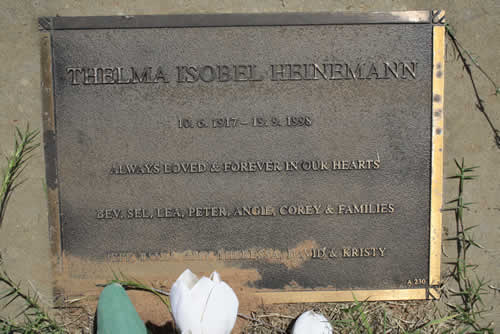 THELMA ISOBEL HEINEMANN
10. 6. 1917 – 19. 9. 1998
ALWAYS LOVED & FOREVER IN OUR HEARTS
BEV, SEL, LEA, PETER, ANGIE, COREY & FAMILIES
& KRISTY
A 230